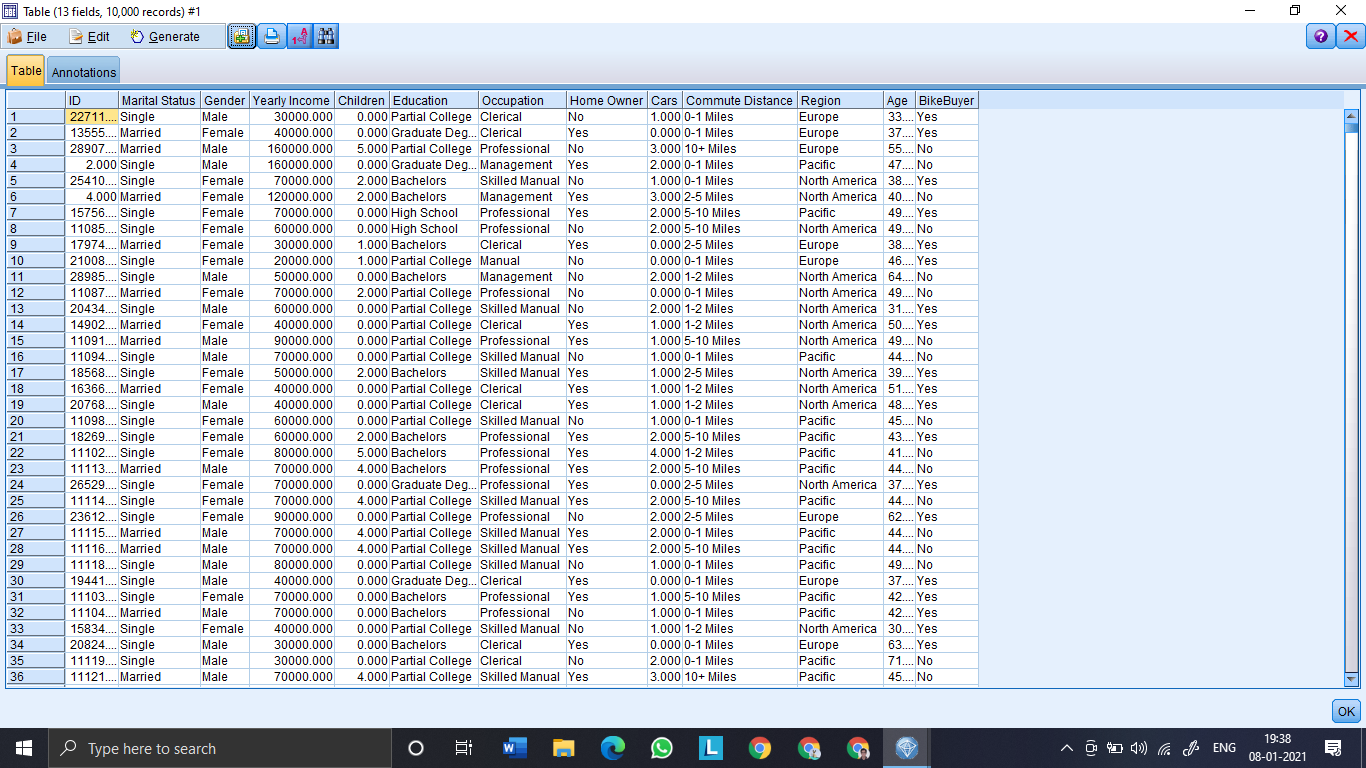 Table (13 fields, 10,000 records) #1
File Edit Generate
Table Annotations
ID Marital Status Gender Yearly Income Children Education Occupation Home Owner Cars Commute Distance Region Age BikeBuyer
1 22711.... Single Male 30000.000 0.000 Partial College Clerical No 1.000 0-1 Miles Europe 33.... Yes
2 13555.... Married Female 40000.000 0.000 Graduate Deg... Clerical Yes 0.000 0-1 Miles Europe 37.... Yes
3 28907.... Married Male 160000.000 5.000 Partial College Professional No 3.000 10+ Miles Europe 55.... No
4 2.000 Single Male 160000.000 0.000 Graduate Deg... Management Yes 2.000 0-1 Miles Pacific 47.... No
5 25410.... Single Female 70000.000 2.000 Bachelors Skilled Manual No 1.000 0-1 Miles North America 38.... Yes
6 4.000 Married Female 120000.000 2.000 Bachelors Management Yes 3.000 2-5 Miles North America 40.... No
7 15756.... Single Female 70000.000 0.000 High School Professional Yes 2.000 5-10 Miles Pacific 49.... Yes
8 11085.... Single Female 60000.000 0.000 High School Professional No 2.000 5-10 Miles North America 49.... No
9 17974.... Married Female 30000.000 1.000 Bachelors Clerical Yes 0.000 2-5 Miles Europe 38.... Yes
10 21008.... Single Female 20000.000 1.000 Partial College Manual No 0.000 0-1 Miles Europe 46.... Yes
11 28985.... Single Male 50000.000 0.000 Bachelors Management No 2.000 1-2 Miles North America 64.... No
12 11087.... Married Female 70000.000 2.000 Partial College Professional No 0.000 0-1 Miles North America 49.... No
13 20434.... Single Male 60000.000 0.000 Partial College Skilled Manual No 2.000 1-2 Miles North America 31.... Yes
14 14902.... Married Female 40000.000 0.000 Partial College Clerical Yes 1.000 1-2 Miles North America 50.... Yes
15 11091.... Married Male 90000.000 0.000 Partial College Professional Yes 1.000 5-10 Miles North America 49.... No
16 11094.... Single Male 70000.000 0.000 Partial College Skilled Manual No 1.000 0-1 Miles Pacific 44.... No
17 18568.... Single Female 50000.000 2.000 Bachelors Skilled Manual Yes 1.000 2-5 Miles North America 39.... Yes
18 16366.... Married Female 40000.000 0.000 Partial College Clerical Yes 1.000 1-2 Miles North America 51.... Yes
19 20768.... Single Male 40000.000 0.000 Partial College Clerical Yes 1.000 1-2 Miles North America 48.... Yes
20 11098.... Single Female 60000.000 0.000 Partial College Skilled Manual No 1.000 0-1 Miles Pacific 45.... No
21 18269.... Single Female 60000.000 2.000 Bachelors Professional Yes 2.000 5-10 Miles Pacific 43.... Yes
22 11102.... Single Female 80000.000 5.000 Bachelors Professional Yes 4.000 1-2 Miles Pacific 41.... No
23 11113.... Married Male 70000.000 4.000 Bachelors Professional Yes 2.000 5-10 Miles Pacific 44.... No
24 26529.... Single Female 70000.000 0.000 Graduate Deg... Professional Yes 0.000 2-5 Miles North America 37.... Yes
25 11114.... Single Female 70000.000 4.000 Partial College Skilled Manual Yes 2.000 5-10 Miles Pacific 44.... No
26 23612.... Single Female 90000.000 0.000 Partial College Professional No 2.000 2-5 Miles Europe 62.... Yes
27 11115.... Married Male 70000.000 4.000 Partial College Skilled Manual Yes 2.000 0-1 Miles Pacific 44.... No
28 11116.... Married Male 70000.000 4.000 Partial College Skilled Manual Yes 2.000 5-10 Miles Pacific 44.... No
29 11118.... Single Male 80000.000 0.000 Partial College Skilled Manual No 1.000 0-1 Miles Pacific 49.... No
30 19441.... Single Male 40000.000 0.000 Graduate Deg... Clerical Yes 0.000 0-1 Miles Europe 37.... Yes
31 11103.... Single Female 70000.000 0.000 Bachelors Professional Yes 1.000 5-10 Miles Pacific 42.... Yes
32 11104.... Married Male 70000.000 0.000 Bachelors Professional No 1.000 0-1 Miles Pacific 42.... Yes
33 15834.... Single Female 40000.000 0.000 Partial College Skilled Manual No 1.000 1-2 Miles North America 30.... Yes
34 20824.... Single Male 30000.000 0.000 Bachelors Clerical Yes 0.000 0-1 Miles Europe 63.... Yes
35 11119.... Single Male 30000.000 0.000 Partial College Clerical No 2.000 0-1 Miles Pacific 71.... No
36 11121.... Married Male 70000.000 4.000 Partial College Skilled Manual Yes 3.000 10+ Miles Pacific 45.... No
OK
Type here to search
ENG
19:38
08-01-2021